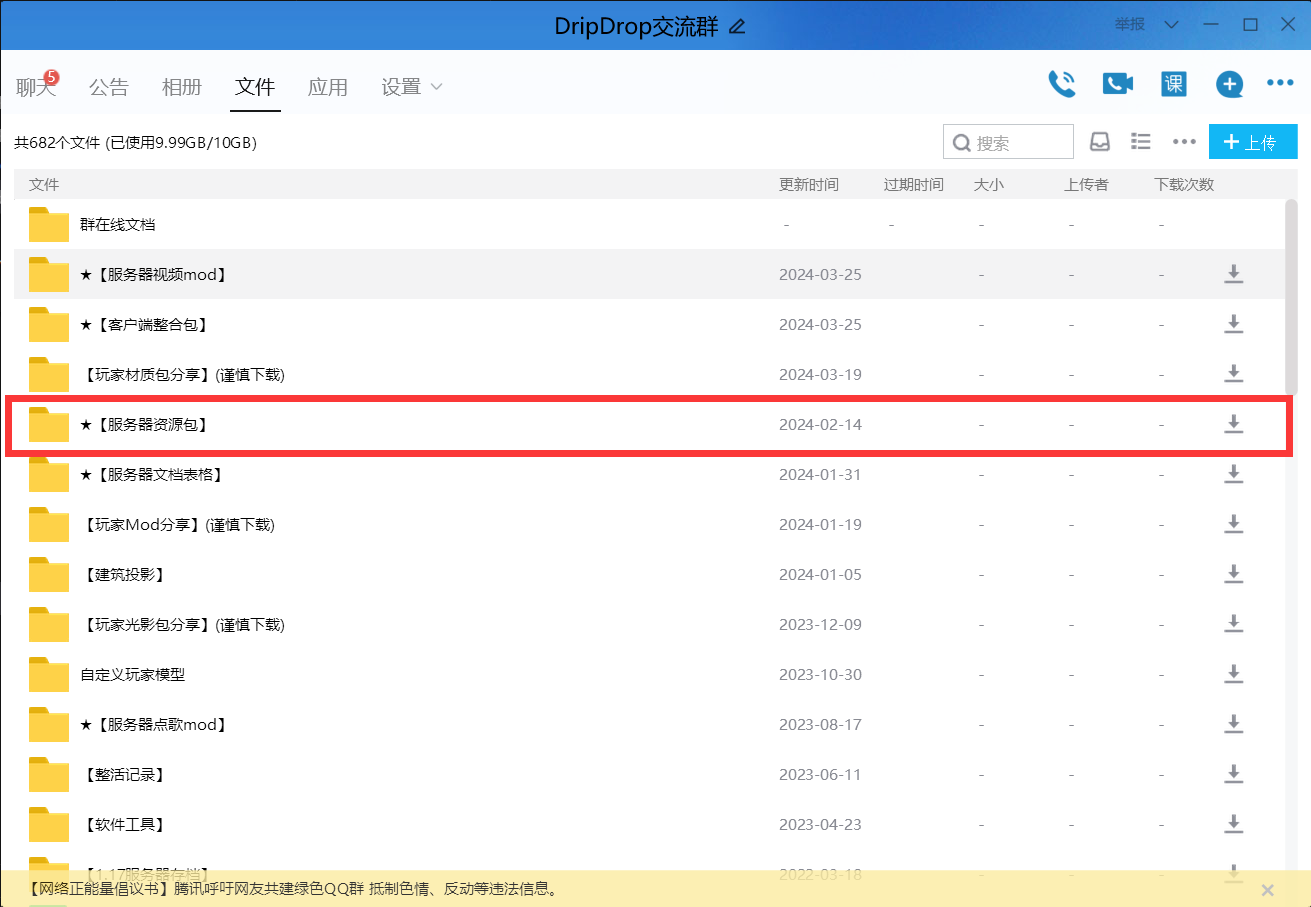 DripDrop交流群
举报
聊天 5 公告 相册 文件 应用 设置
课
共682个文件 (已使用9.99GB/10GB)
搜索
上传
文件 更新时间 过期时间 大小 上传者 下载次数
群在线文档 - - - - -
★【服务器视频mod】 2024-03-25 - - -
★【客户端整合包】 2024-03-25 - - -
【玩家材质包分享】(谨慎下载) 2024-03-19 - - -
★【服务器资源包】 2024-02-14 - - -
★【服务器文档表格】 2024-01-31 - - -
【玩家Mod分享】(谨慎下载) 2024-01-19 - - -
【建筑投影】 2024-01-05 - - -
【玩家光影包分享】(谨慎下载) 2023-12-09 - - -
自定义玩家模型 2023-10-30 - - -
★【服务器点歌mod】 2023-08-17 - - -
【整活记录】 2023-06-11 - - -
【软件工具】 2023-04-23 - - -
【1.17服务器存档】 2022-03-18 - - -
【网络正能量倡议书】腾讯呼吁网友共建绿色QQ群 抵制色情、反动等违法信息。